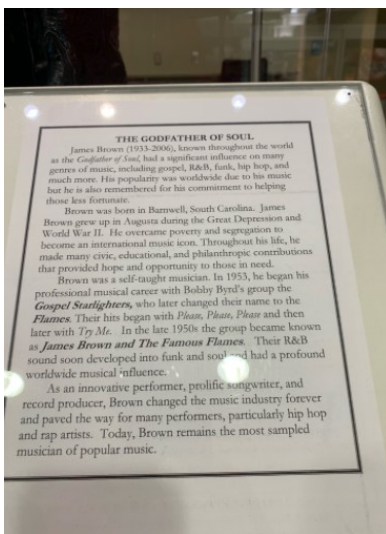 THE GODFATHER OF SOUL
James Brown (1933-2006), known throughout the world
as the Godfather of Soul, had a significant influence on many
genres of music, including gospel, R&B, funk, hip hop, and
much more. His popularity was worldwide due to his music
but he is also remembered for his commitment to helping
those less fortunate.
Brown was born in Barnwell, South Carolina. James
Brown grew up in Augusta during the Great Depression and
World War II. He overcame poverty and segregation to
become an international music icon. Throughout his life, he
made many civic, educational, and philanthropic contributions
that provided hope and opportunity to those in need.
Brown was a self-taught musician. In 1953, he began his
professional musical career with Bobby Byrd's group the
Gospel Starlighters, who later changed their name to the
Flames. Their hits began with Please, Please, Please and then
later with Try Me. In the late 1950s the group became known
as James Brown and The Famous Flames. Their R&B
sound soon developed into funk and soul and had a profound
worldwide musical influence.
As an innovative performer, prolific songwriter, and
record producer, Brown changed the music industry forever
and paved the way for many performers, particularly hip hop
and rap artists. Today, Brown remains the most sampled
musician of popular music.